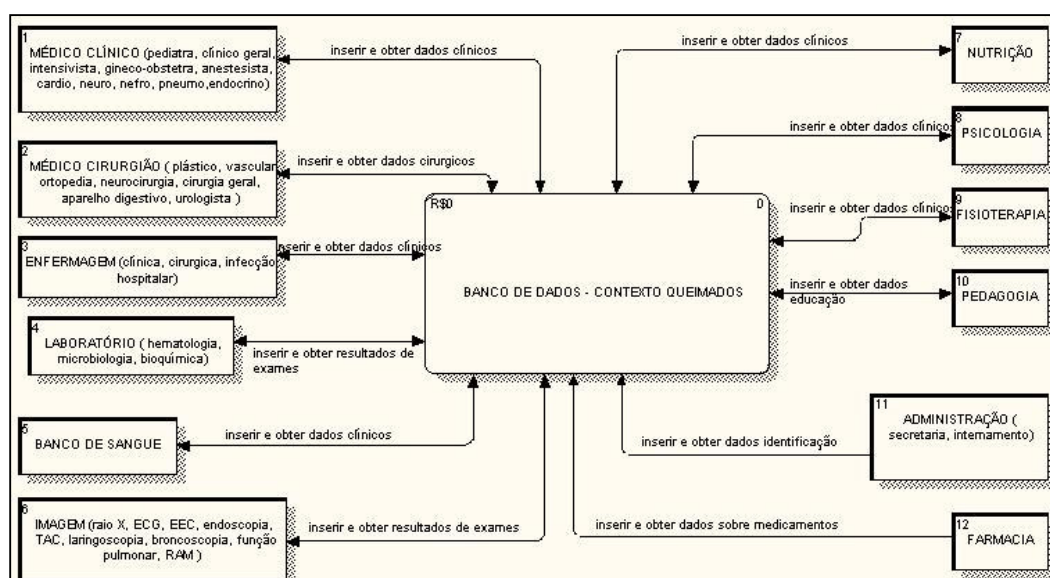 1
MÉDICO CLÍNICO (pediatra, clínico geral,
intensivista, gineco-obstetra, anestesista,
cardio, neuro, nefro, pneumo,endocrino)
inserir e obter dados clínicos
2
MÉDICO CIRURGIÃO ( plástico, vascular
ortopedia, neurocirurgia, cirurgia geral,
aparelho digestivo, urologista )
inserir e obter dados cirurgicos
3
ENFERMAGEM (clínica, cirurgica, infecção
hospitalar)
inserir e obter dados clínicos
4
LABORATÓRIO ( hematologia,
microbiologia, bioquímica)
inserir e obter resultados de
exames
5
BANCO DE SANGUE
inserir e obter dados clínicos
6
IMAGEM (raio X, ECG, EEC, endoscopia,
TAC, laringoscopia, broncoscopia, função
pulmonar, RAM )
inserir e obter resultados de exames
R$0
0
BANCO DE DADOS - CONTEXTO QUEIMADOS
inserir e obter dados clínicos
7
NUTRIÇÃO
inserir e obter dados clínicos
8
PSICOLOGIA
inserir e obter dados clínicos
9
FISIOTERAPIA
inserir e obter dados
educação
10
PEDAGOGIA
11
ADMINISTRAÇÃO (
secretaria, internamento)
inserir e obter dados identificação
inserir e obter dados sobre medicamentos
12
FARMACIA